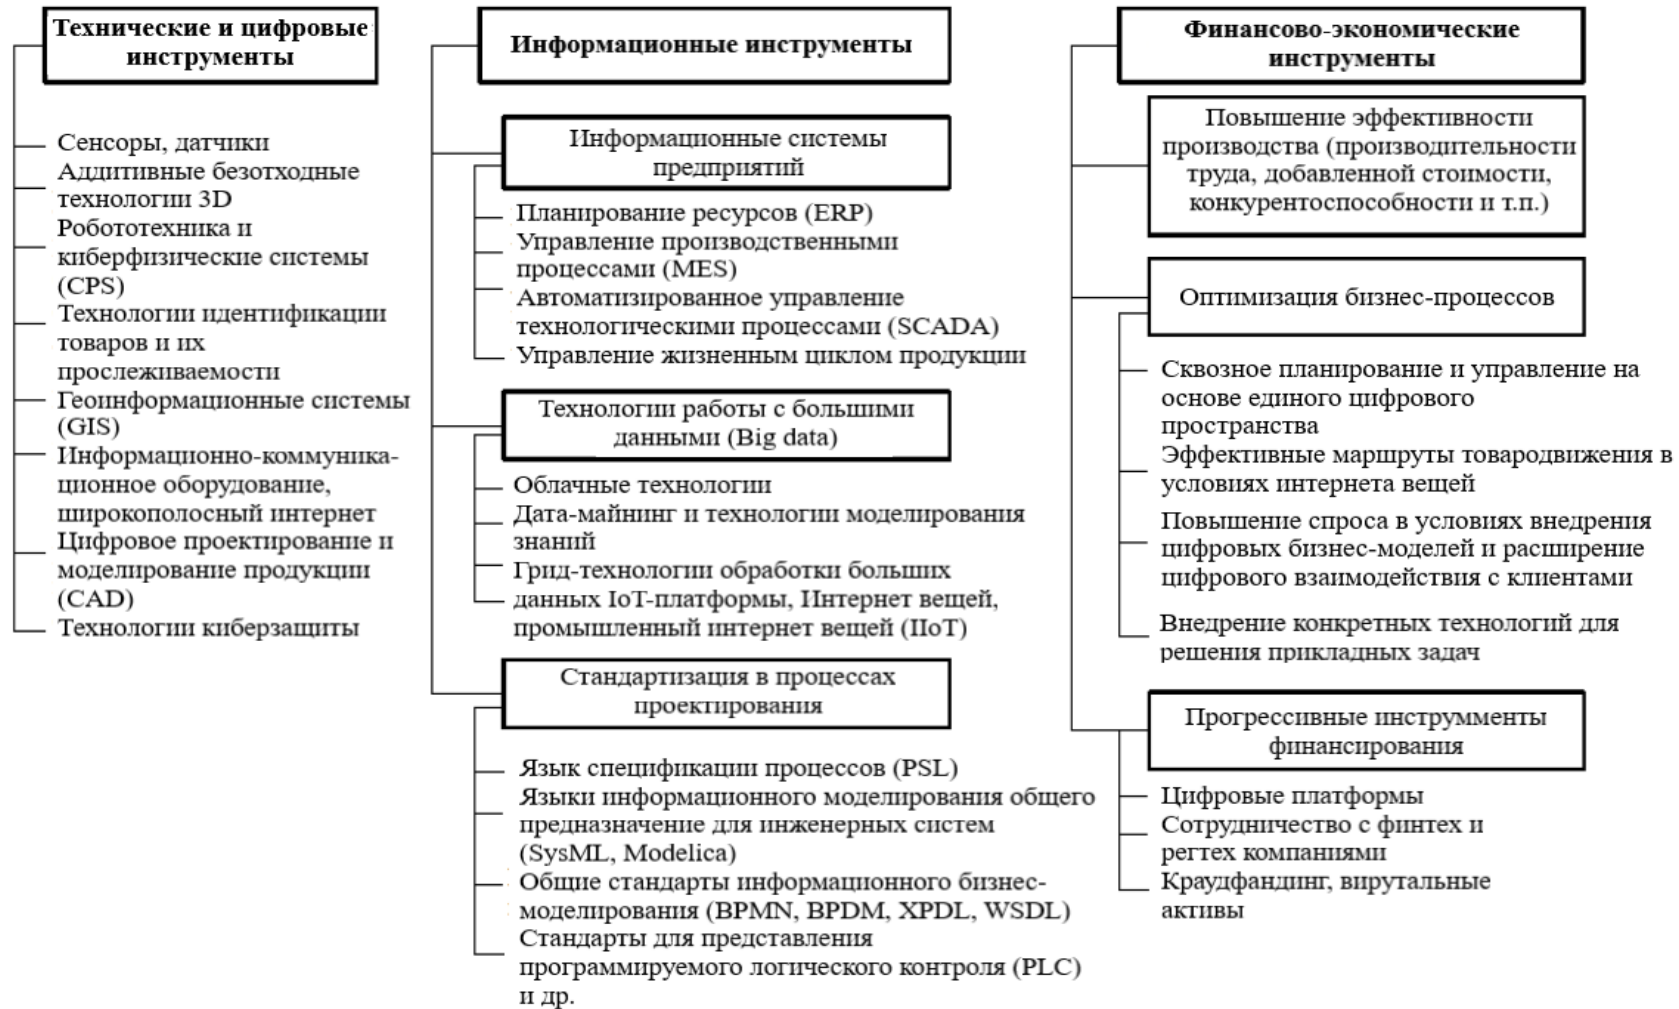 Технические и цифровые
инструменты
Сенсоры, датчики
Аддитивные безотходные
технологии 3D
Робототехника и
киберфизические системы
(CPS)
Технологии идентификации
товаров и их
прослеживаемости
Геоинформационные системы
(GIS)
Информационно-коммуника-
ционное оборудование,
широкополосный интернет
Цифровое проектирование и
моделирование продукции
(CAD)
Технологии киберзащиты
Информационные инструменты
Информационные системы
предприятий
Планирование ресурсов (ERP)
Управление производственными
процессами (MES)
Автоматизированное управление
технологическими процессами (SCADA)
Управление жизненным циклом продукции
Технологии работы с большими
данными (Big data)
Облачные технологии
Дата-майнинг и технологии моделирования
знаний
Грид-технологии обработки больших
данных IoT-платформы, Интернет вещей,
промышленный интернет вещей (IIoT)
Стандартизация в процессах
проектирования
Язык спецификации процессов (PSL)
Языки информационного моделирования общего
предназначение для инженерных систем
(SysML, Modelica)
Общие стандарты информационного бизнес-
моделирования (BPMN, BPDM, XPDL, WSDL)
Стандарты для представления
программируемого логического контроля (PLC)
и др.
Финансово-экономические
инструменты
Повышение эффективности
производства (производительности
труда, добавленной стоимости,
конкурентоспособности и т.п.)
Оптимизация бизнес-процессов
Сквозное планирование и управление на
основе единого цифрового
пространства
Эффективные маршруты товародвижения в
условиях интернета вещей
Повышение спроса в условиях внедрения
цифровых бизнес-моделей и расширение
цифрового взаимодействия с клиентами
Внедрение конкретных технологий для
решения прикладных задач
Прогрессивные инструмменты
финансирования
Цифровые платформы
Сотрудничество с финтех и
регтех компаниями
Краудфандинг, вирутальные
активы